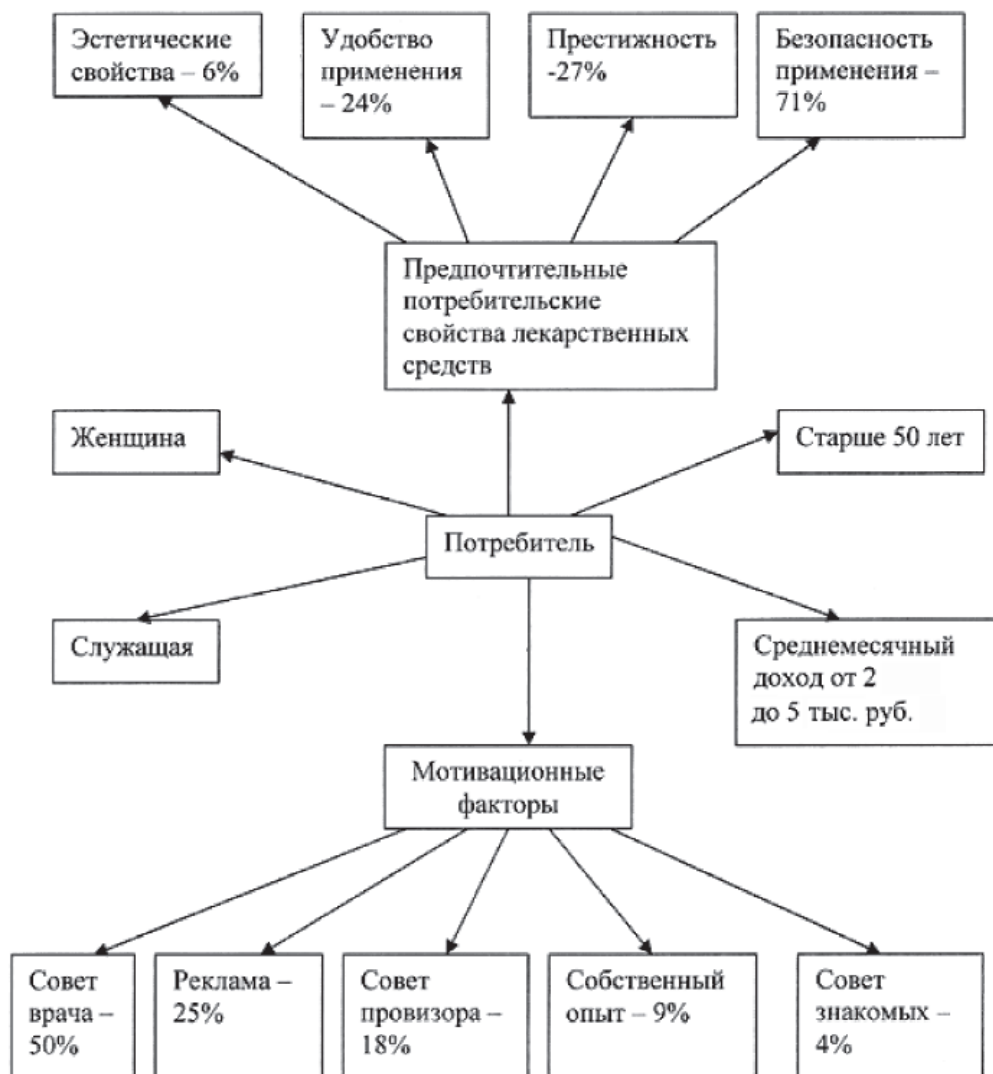 Эстетические
свойства – 6%
Удобство
применения
– 24%
Престижность
-27%
Безопасность
применения –
71%
Предпочтительные
потребительские
свойства лекарственных
средств
Женщина
Старше 50 лет
Потребитель
Служащая
Среднемесячный
доход от 2
до 5 тыс. руб.
Мотивационные
факторы
Совет
врача –
50%
Реклама –
25%
Совет
провизора –
18%
Собственный
опыт – 9%
Совет
знакомых –
4%